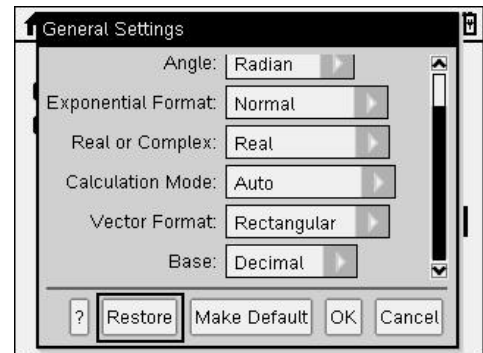 General Settings
Angle: Radian
Exponential Format: Normal
Real or Complex: Real
Calculation Mode: Auto
Vector Format: Rectangular
Base: Decimal
? Restore Make Default OK Cancel